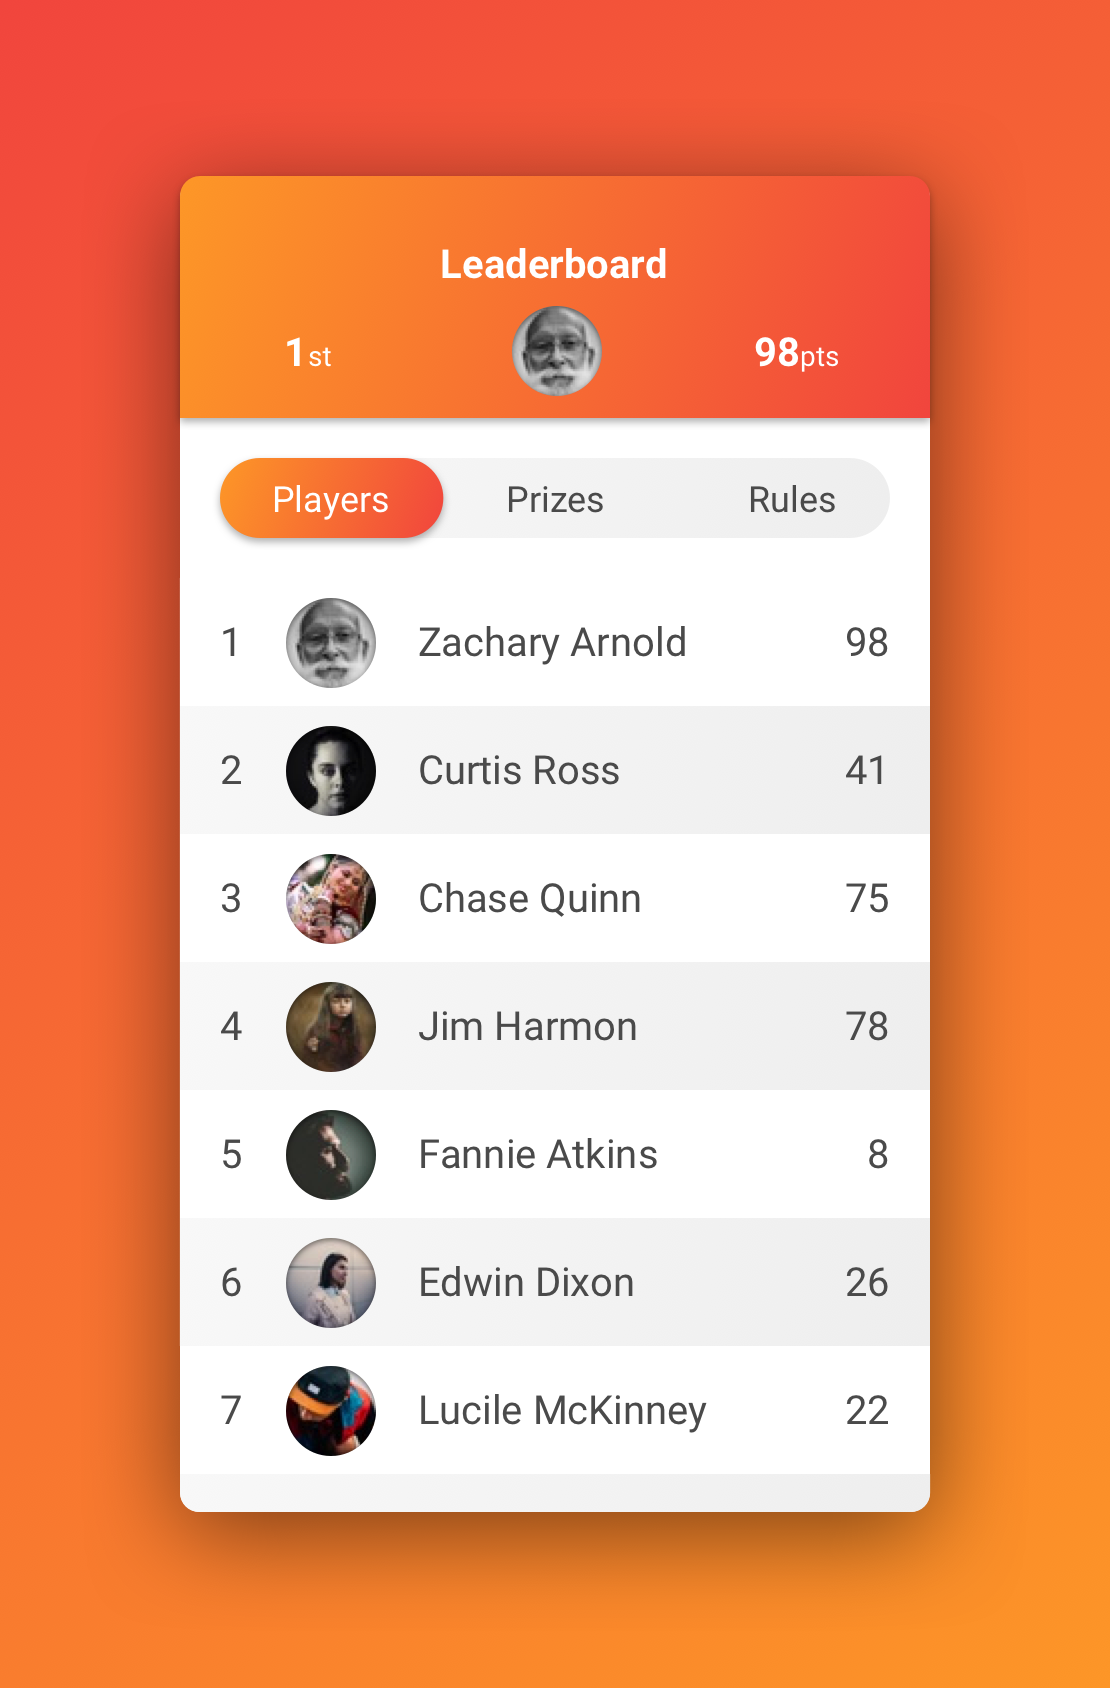 Leaderboard
1st 98pts
Players Prizes Rules
1 Zachary Arnold 98
2 Curtis Ross 41
3 Chase Quinn 75
4 Jim Harmon 78
5 Fannie Atkins 8
6 Edwin Dixon 26
7 Lucile McKinney 22